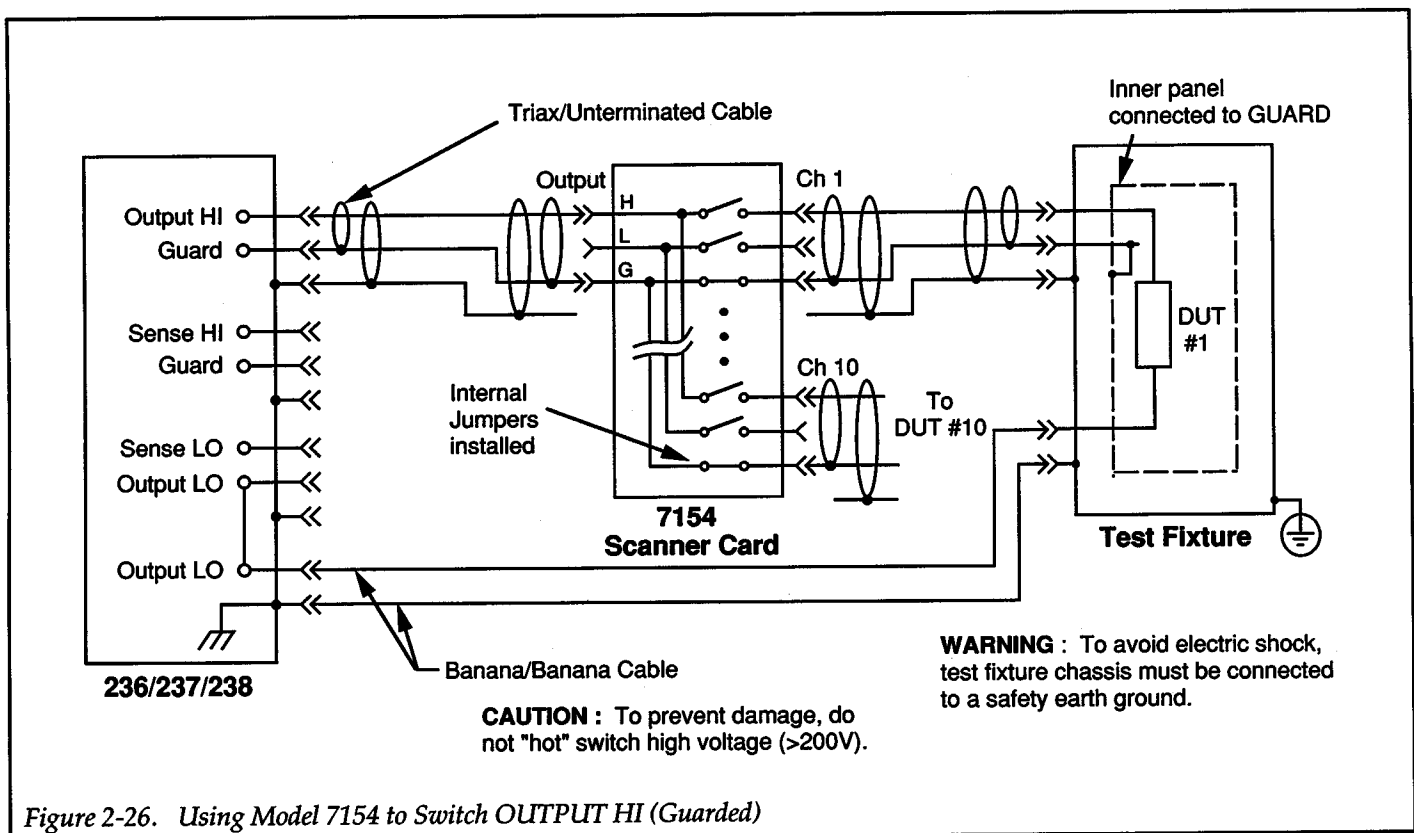 Inner panel
connected to GUARD
Triax/Unterminated Cable
Output
Ch 1
Output HI
H
Guard
L
G
Sense HI
DUT
#1
Guard
Ch 10
Internal
Jumpers
installed
To
DUT #10
Sense LO
Output LO
7154
Scanner Card
Test Fixture
Output LO
236/237/238
Banana/Banana Cable
WARNING : To avoid electric shock,
test fixture chassis must be connected
to a safety earth ground.
CAUTION : To prevent damage, do
not "hot" switch high voltage (>200V).
Figure 2-26. Using Model 7154 to Switch OUTPUT HI (Guarded)